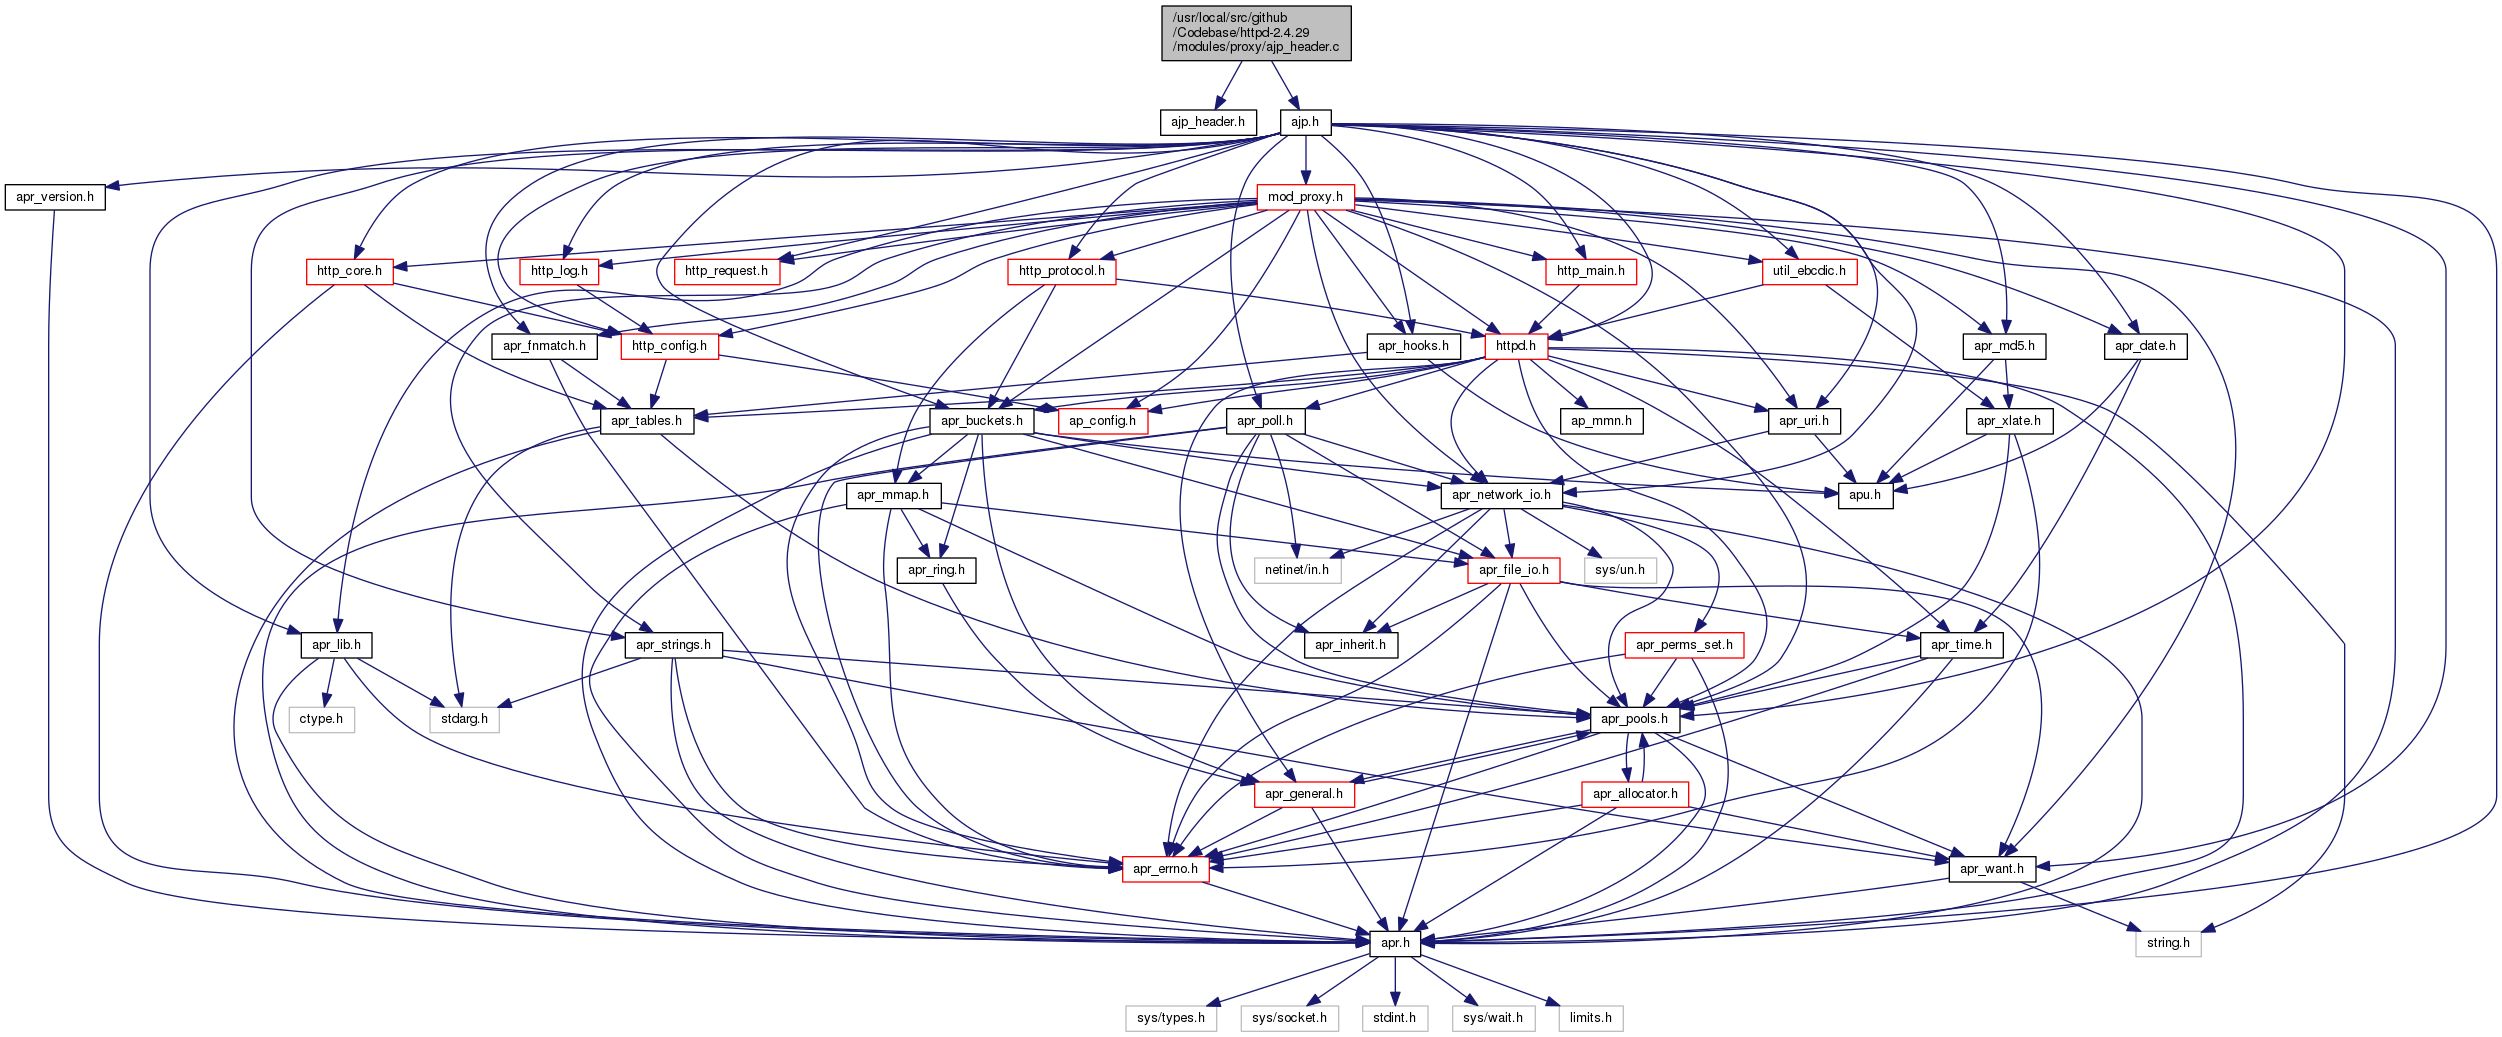 /usr/local/src/github
/Codebase/httpd-2.4.29
/modules/proxy/ajp_header.c
ajp_header.h
ajp.h
apr_version.h
mod_proxy.h
http_core.h
http_log.h
http_request.h
http_protocol.h
http_main.h
util_ebcdic.h
apr_fnmatch.h
http_config.h
apr_hooks.h
httpd.h
apr_md5.h
apr_date.h
apr_tables.h
apr_buckets.h
ap_config.h
apr_poll.h
ap_mmn.h
apr_uri.h
apr_xlate.h
apr_mmap.h
apr_network_io.h
apu.h
apr_ring.h
netinet/in.h
apr_file_io.h
sys/un.h
apr_lib.h
apr_strings.h
apr_inherit.h
apr_perms_set.h
apr_time.h
ctype.h
stdarg.h
apr_pools.h
apr_general.h
apr_allocator.h
apr_errno.h
apr_want.h
apr.h
string.h
sys/types.h
sys/socket.h
stdint.h
sys/wait.h
limits.h